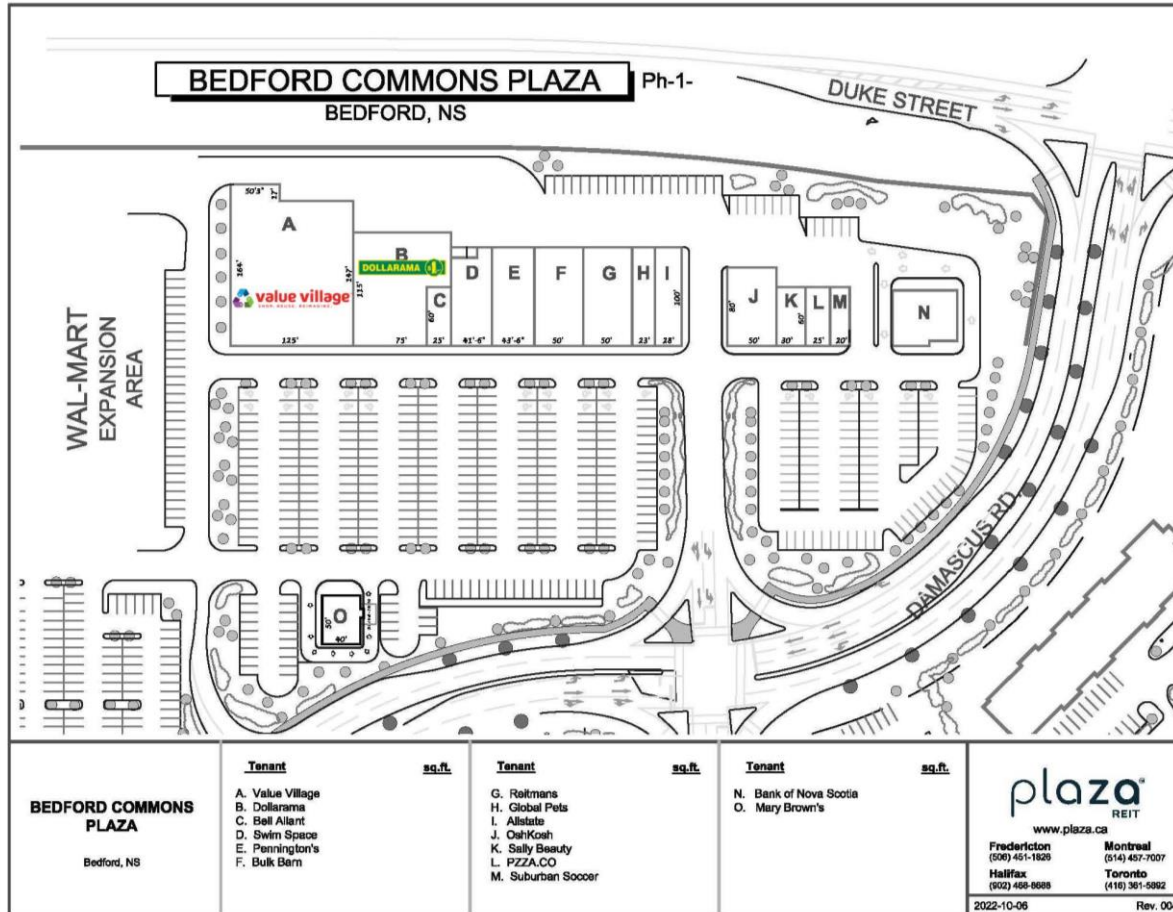 BEDFORD COMMONS PLAZA Ph-1-
BEDFORD, NS
DUKE STREET
50'3"
17'
A
164'
value village
147'
125'
B
DOLLARAMA
115'
75'
C
60'
25'
D
41'-6"
E
43'-6"
F
50'
G
50'
H
23'
I
100'
28'
J
80'
50'
K
60'
30'
L
25'
M
20'
N
WAL-MART
EXPANSION
AREA
DAMASCUS RD.
O
50'
40'
BEDFORD COMMONS
PLAZA
Bedford, NS
Tenant sq.ft.
A. Value Village
B. Dollarama
C. Bell Aliant
D. Swim Space
E. Pennington's
F. Bulk Barn
Tenant sq.ft.
G. Reitmans
H. Global Pets
I. Allstate
J. OshKosh
K. Sally Beauty
L. PZZA.CO
M. Suburban Soccer
Tenant sq.ft.
N. Bank of Nova Scotia
O. Mary Brown's
plaza
REIT
www.plaza.ca
Fredericton Montreal
(506) 451-1826 (514) 457-7007
Halifax Toronto
(902) 468-8688 (416) 361-5892
2022-10-06 Rev. 00